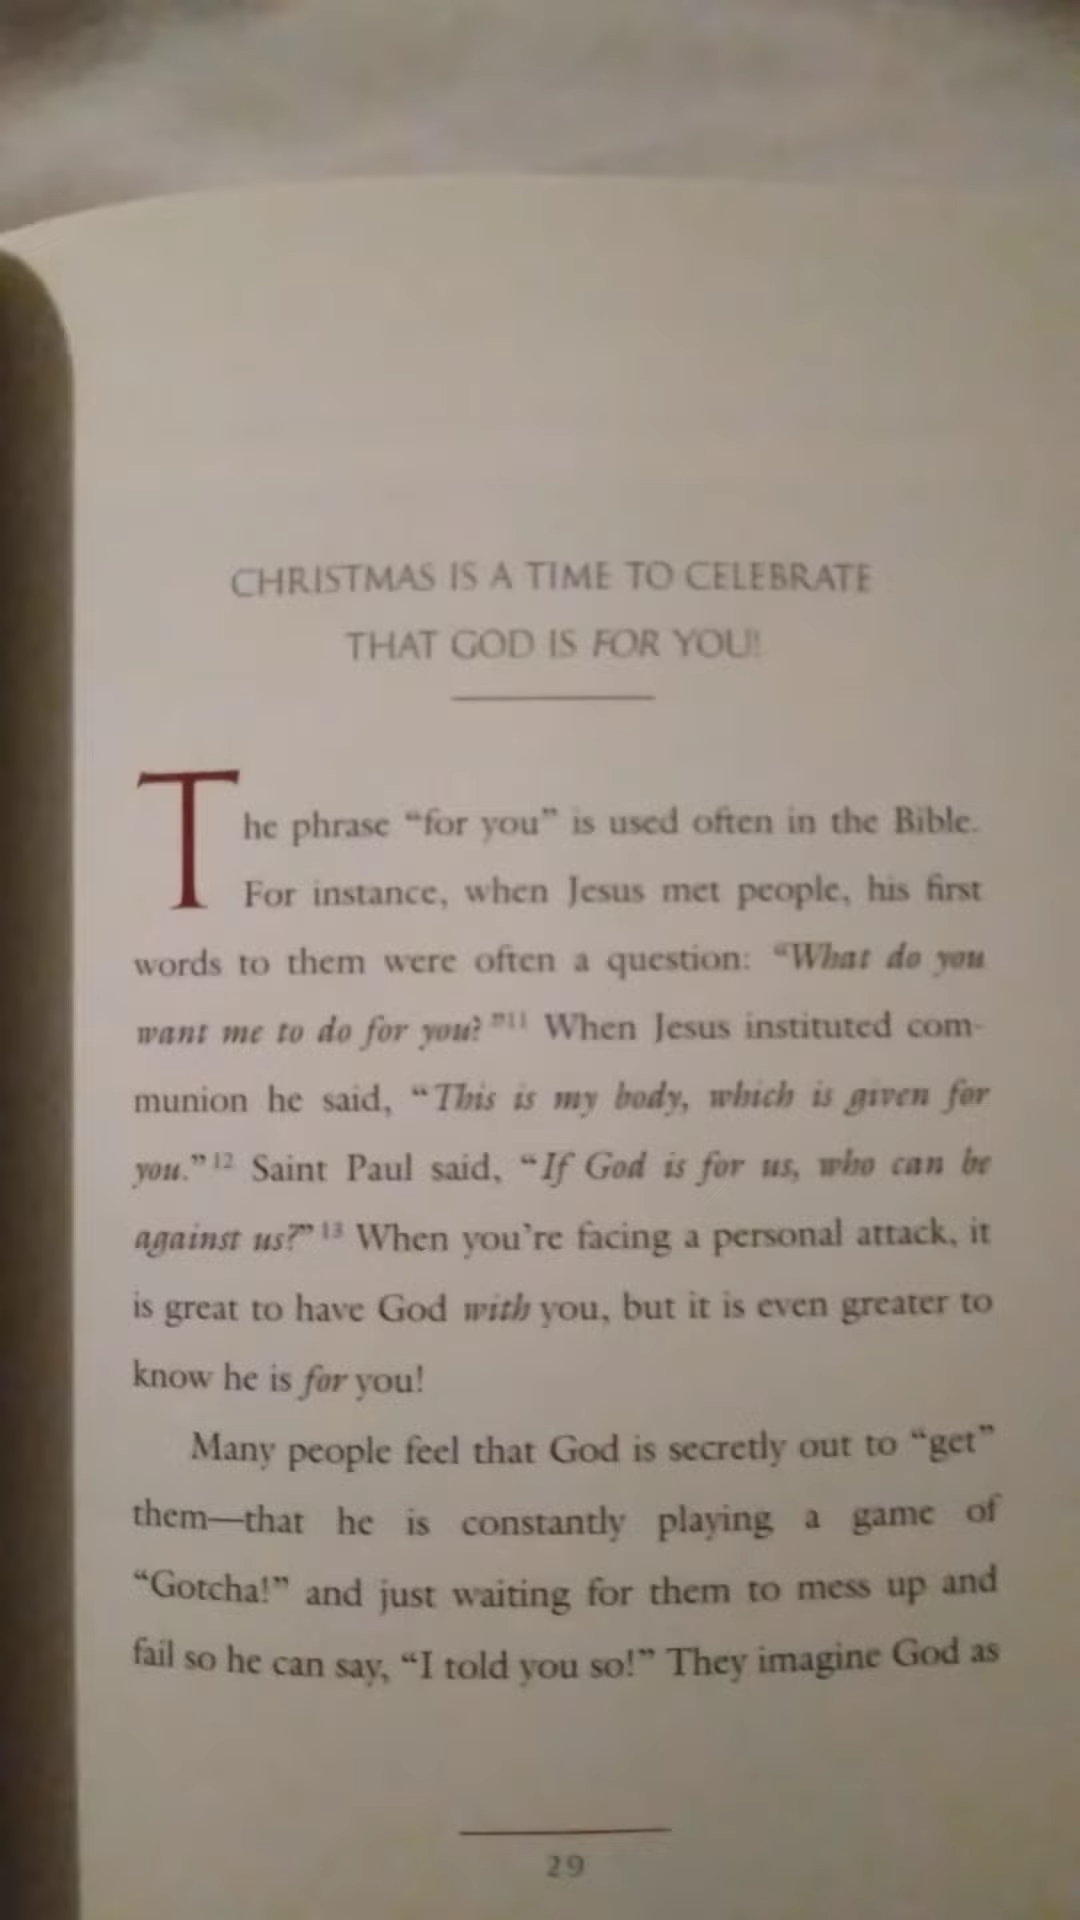 CHRISTMAS IS A TIME TO CELEBRATE
THAT GOD IS FOR YOU!
The phrase “for you” is used often in the Bible.
For instance, when Jesus met people, his first
words to them were often a question: “What do you
want me to do for you?”11 When Jesus instituted com-
munion he said, “This is my body, which is given for
you.”12 Saint Paul said, “If God is for us, who can be
against us?”13 When you’re facing a personal attack, it
is great to have God with you, but it is even greater to
know he is for you!
Many people feel that God is secretly out to “get”
them—that he is constantly playing a game of
“Gotcha!” and just waiting for them to mess up and
fail so he can say, “I told you so!” They imagine God as
29